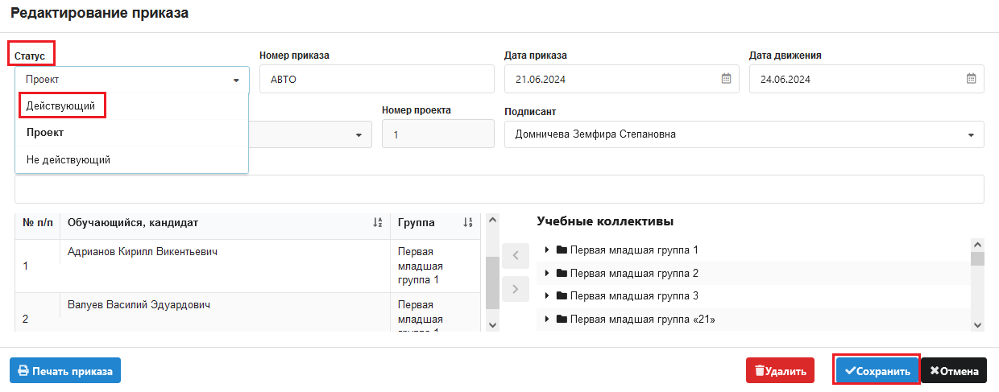 Редактирование приказа
Статус
Номер приказа
Дата приказа
Дата движения
Проект
АВТО
21.06.2024
24.06.2024
Действующий
Проект
Не действующий
Номер проекта
Подписант
1
Домничева Земфира Степановна
№ п/п
Обучающийся, кандидат
Группа
1
Адрианов Кирилл Викентьевич
Первая
младшая
группа 1
2
Валуев Василий Эдуардович
Первая
младшая
группа 1
Учебные коллективы
Первая младшая группа 1
Первая младшая группа 2
Первая младшая группа 3
Первая младшая группа «21»
Печать приказа
Удалить
Сохранить
Отмена